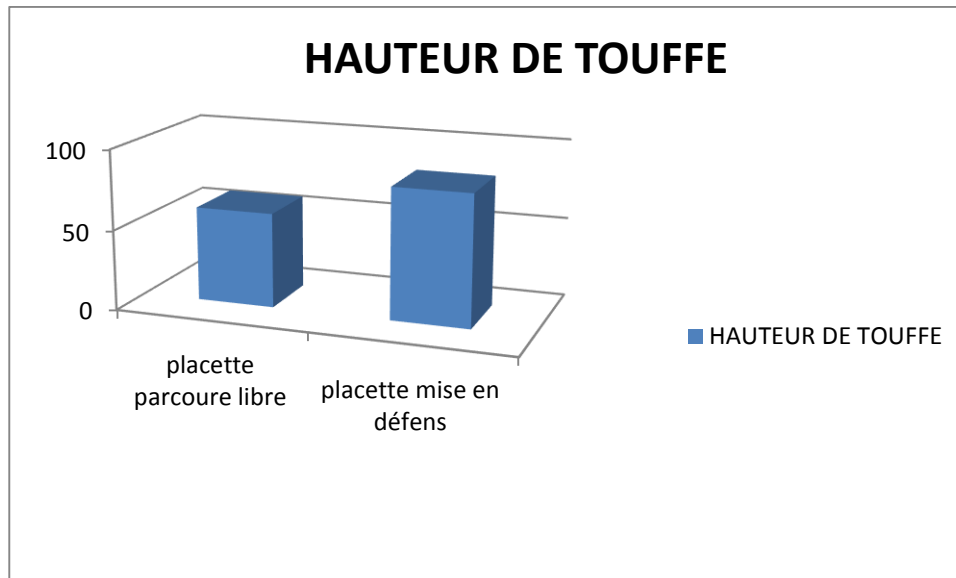 HAUTEUR DE TOUFFE
100
50
0
placette
parcoure libre
placette mise en
défens
HAUTEUR DE TOUFFE